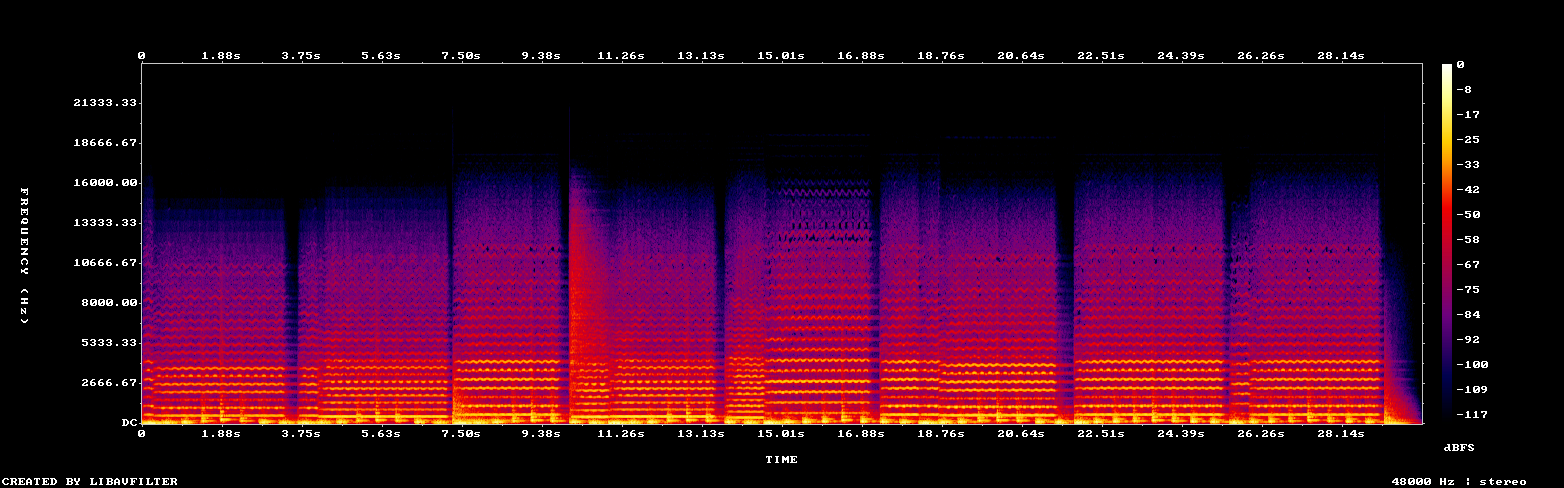 0 1.88s 3.75s 5.63s 7.50s 9.38s 11.26s 13.13s 15.01s 16.88s 18.76s 20.64s 22.51s 24.39s 26.26s 28.14s
21333.33
18666.67
16000.00
13333.33
10666.67
8000.00
5333.33
2666.67
DC
FREQUENCY (Hz)
0
-8
-17
-25
-33
-42
-50
-58
-67
-75
-84
-92
-100
-109
-117
0 1.88s 3.75s 5.63s 7.50s 9.38s 11.26s 13.13s 15.01s 16.88s 18.76s 20.64s 22.51s 24.39s 26.26s 28.14s
dBFS
TIME
CREATED BY LIBAVFILTER
48000 Hz | stereo